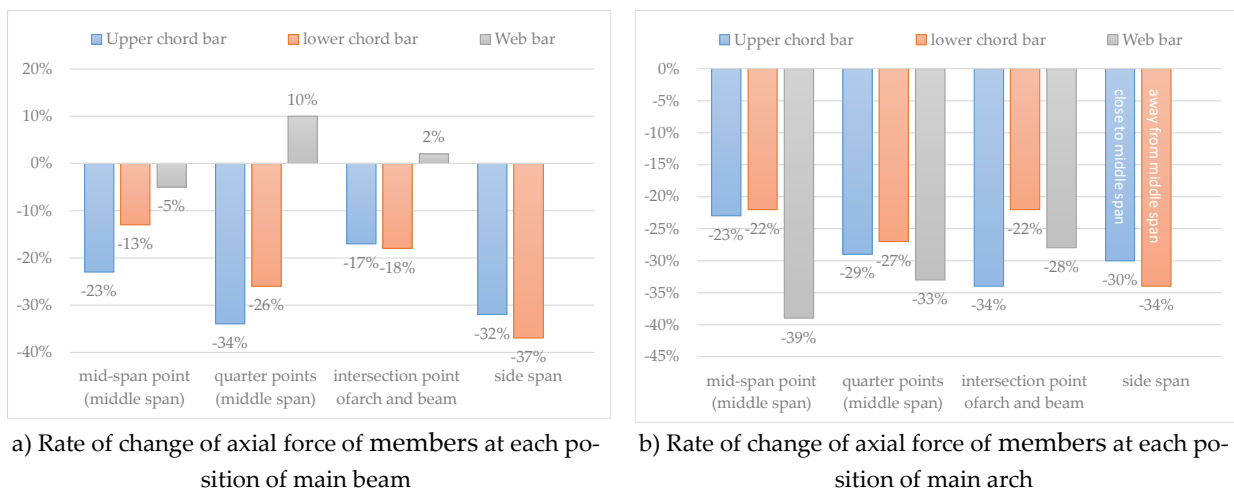 Upper chord bar lower chord bar Web bar
20%
10%
0%
-10%
-20%
-30%
-40%
-23%
-13%
-5%
-34%
-26%
10%
-17%
-18%
2%
-32%
-37%
mid-span point
(middle span)
quarter points
(middle span)
intersection point
ofarch and beam
side span
a) Rate of change of axial force of members at each po-
sition of main beam
Upper chord bar lower chord bar Web bar
0%
-5%
-10%
-15%
-20%
-25%
-30%
-35%
-40%
-45%
-23%
-22%
-39%
-29%
-27%
-33%
-34%
-22%
-28%
close to middle span
away from middle span
-30%
-34%
mid-span point
(middle span)
quarter points
(middle span)
intersection point
ofarch and beam
side span
b) Rate of change of axial force of members at each po-
sition of main arch